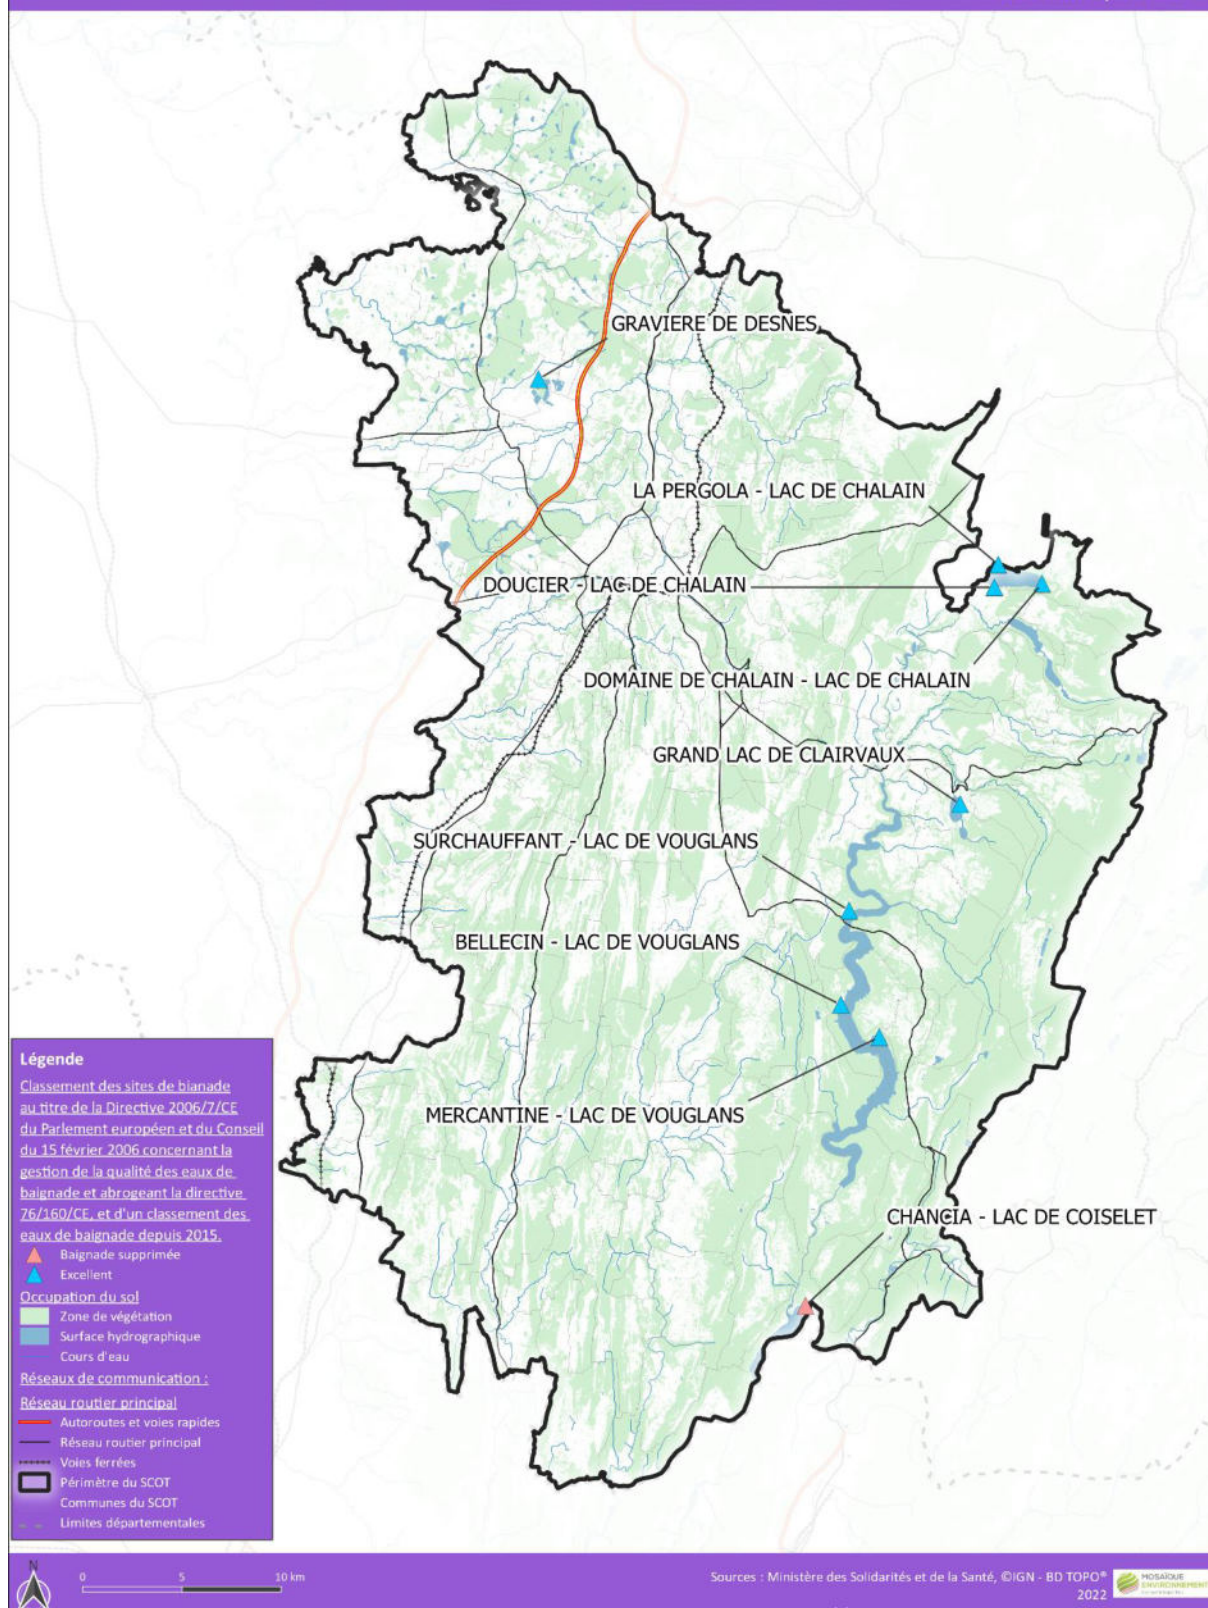 GRAVIERE DE DESNES
LA PERGOLA - LAC DE CHALAIN
DOUCIER - LAC DE CHALAIN
DOMAINE DE CHALAIN - LAC DE CHALAIN
GRAND LAC DE CLAIRVAUX
SURCHAUFFANT - LAC DE VOUGLANS
BELLECIN - LAC DE VOUGLANS
MERCANTINE - LAC DE VOUGLANS
CHANCIA - LAC DE COISELET
Légende
Classement des sites de bianade
au titre de la Directive 2006/7/CE
du Parlement européen et du Conseil
du 15 février 2006 concernant la
gestion de la qualité des eaux de
baignade et abrogeant la directive
76/160/CE, et d'un classement des
eaux de baignade depuis 2015.
Baignade supprimée
Excellent
Occupation du sol
Zone de végétation
Surface hydrographique
Cours d'eau
Réseaux de communication :
Réseau routier principal
Autoroutes et voies rapides
Réseau routier principal
Voies ferrées
Périmètre du SCOT
Communes du SCOT
Limites départementales
N
0 5 10 km
Sources : Ministère des Solidarités et de la Santé, ©IGN - BD TOPO®
2022
MOSAÏQUE
ENVIRONNEMENT